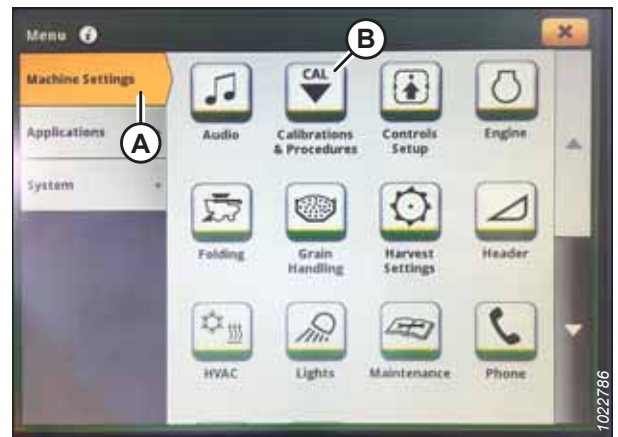 Menu i
B
Machine Settings
CAL
Audio
Calibrations
& Procedures
Controls
Setup
Engine
Applications
A
System
Folding
Grain
Handling
Harvest
Settings
Header
HVAC
Lights
Maintenance
Phone
1022786